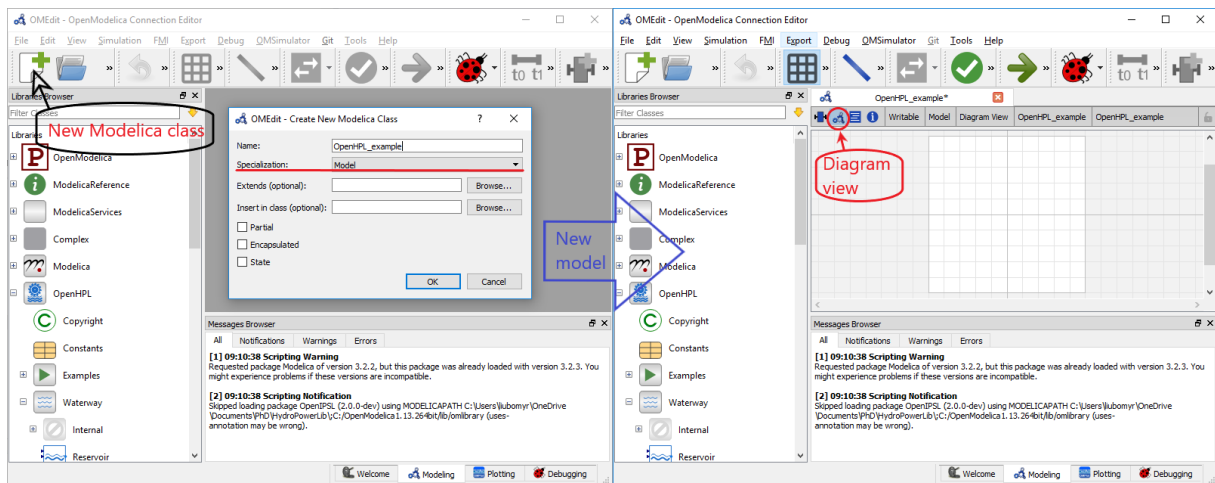 OMEdit - OpenModelica Connection Editor
File Edit View Simulation FMI Export Debug OMSimulator Git Tools Help
» » » » » » to t1 » »
Libraries Browser
Filter Classes
New Modelica class
Libraries
OpenModelica
ModelicaReference
ModelicaServices
Complex
Modelica
OpenHPL
Copyright
Constants
Examples
Waterway
Internal
Reservoir
OMEdit - Create New Modelica Class ? X
Name: OpenHPL_example
Specialization: Model
Extends (optional): Browse...
Insert in class (optional): Browse...
Partial
Encapsulated
State
OK Cancel
Messages Browser
All Notifications Warnings Errors
[1] 09:10:38 Scripting Warning
Requested package Modelica of version 3.2.2, but this package was already loaded with version 3.2.3. You
might experience problems if these versions are incompatible.
[2] 09:10:38 Scripting Notification
Skipped loading package OpenIPSL (2.0.0-dev) using MODELICAPATH C:\Users\liubomyr\OneDrive
\Documents\PhD\HydroPowerLib\;C:/OpenModelica1.13.264bit/lib/omlibrary (uses-
annotation may be wrong).
Welcome Modeling Plotting Debugging
New
model
OMEdit - OpenModelica Connection Editor
File Edit View Simulation FMI Export Debug OMSimulator Git Tools Help
» » » » » » to t1 » »
Libraries Browser
Filter Classes
Libraries
OpenModelica
ModelicaReference
ModelicaServices
Complex
Modelica
OpenHPL
Copyright
Constants
Examples
Waterway
Internal
Reservoir
OpenHPL_example*
Writable Model Diagram View OpenHPL_example OpenHPL_example
Diagram
view
Messages Browser
All Notifications Warnings Errors
[1] 09:10:38 Scripting Warning
Requested package Modelica of version 3.2.2, but this package was already loaded with version 3.2.3. You
might experience problems if these versions are incompatible.
[2] 09:10:38 Scripting Notification
Skipped loading package OpenIPSL (2.0.0-dev) using MODELICAPATH C:\Users\liubomyr\OneDrive
\Documents\PhD\HydroPowerLib\;C:/OpenModelica1.13.264bit/lib/omlibrary (uses-
annotation may be wrong).
Welcome Modeling Plotting Debugging